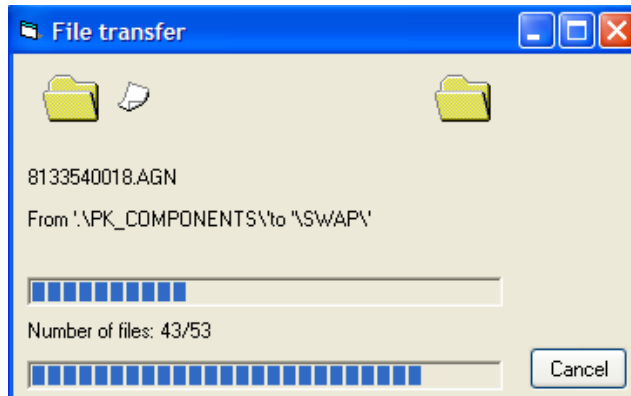 File transfer
8133540018.AGN
From '.\PK_COMPONENTS\'to '\SWAP\'
Number of files: 43/53
Cancel